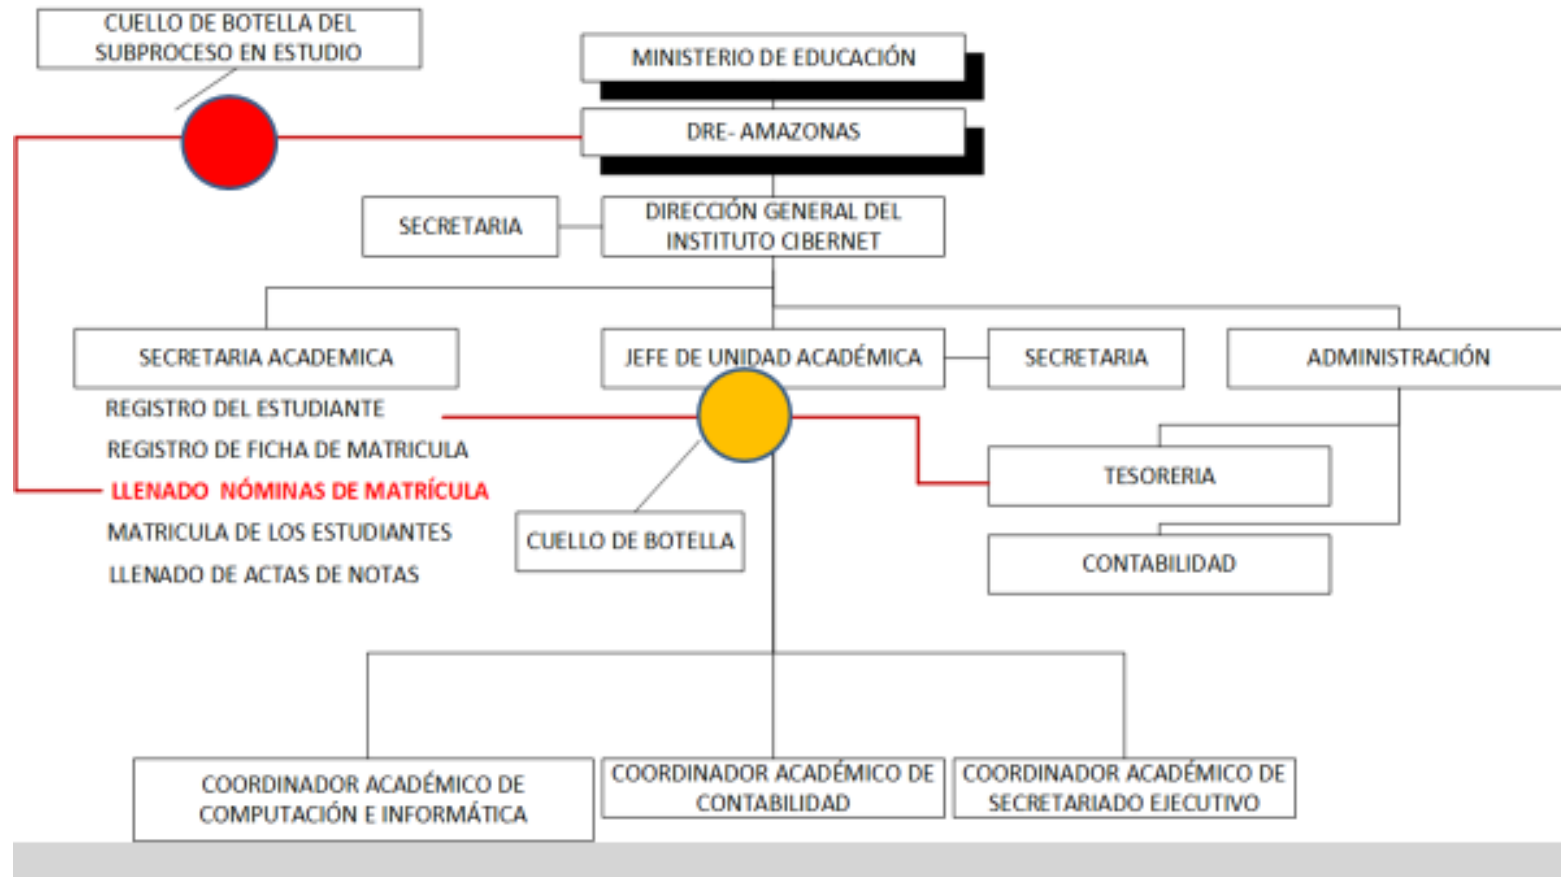 CUELLO DE BOTELLA DEL
SUBPROCESO EN ESTUDIO
MINISTERIO DE EDUCACIÓN
DRE- AMAZONAS
SECRETARIA
DIRECCIÓN GENERAL DEL
INSTITUTO CIBERNET
SECRETARIA ACADEMICA
JEFE DE UNIDAD ACADÉMICA
SECRETARIA
ADMINISTRACIÓN
REGISTRO DEL ESTUDIANTE
REGISTRO DE FICHA DE MATRICULA
LLENADO NÓMINAS DE MATRÍCULA
MATRICULA DE LOS ESTUDIANTES
LLENADO DE ACTAS DE NOTAS
CUELLO DE BOTELLA
TESORERIA
CONTABILIDAD
COORDINADOR ACADÉMICO DE
COMPUTACIÓN E INFORMÁTICA
COORDINADOR ACADÉMICO DE
CONTABILIDAD
COORDINADOR ACADÉMICO DE
SECRETARIADO EJECUTIVO